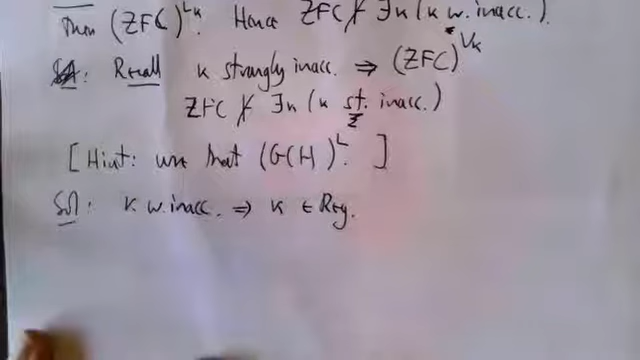 Then (ZFC)^{L_κ}. Hence ZFC ⊬ ∃κ (κ w. inacc.).
Recall κ strongly inacc. ⇒ (ZFC)^{V_κ}
ZFC ⊬ ∃κ (κ st. inacc.)
[Hint: use that (GCH)^L. ]
Sol: κ w. inacc. ⇒ κ ∈ Reg.